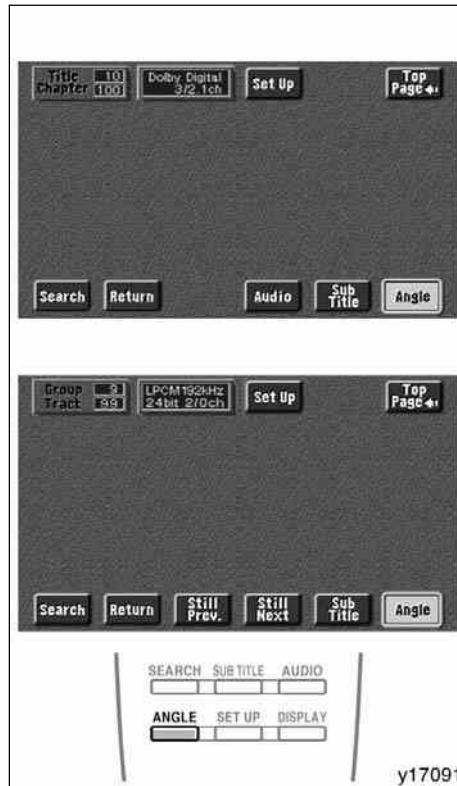 Title 10
Chapter 100
Dolby Digital
3/2.1ch
Set Up
Top
Page
Search
Return
Audio
Sub
Title
Angle
Group 9
Tract 99
LPCM192kHz
24bit 2/0ch
Set Up
Top
Page
Search
Return
Still
Prev.
Still
Next
Sub
Title
Angle
SEARCH SUB TITLE AUDIO
ANGLE SET UP DISPLAY
y17091